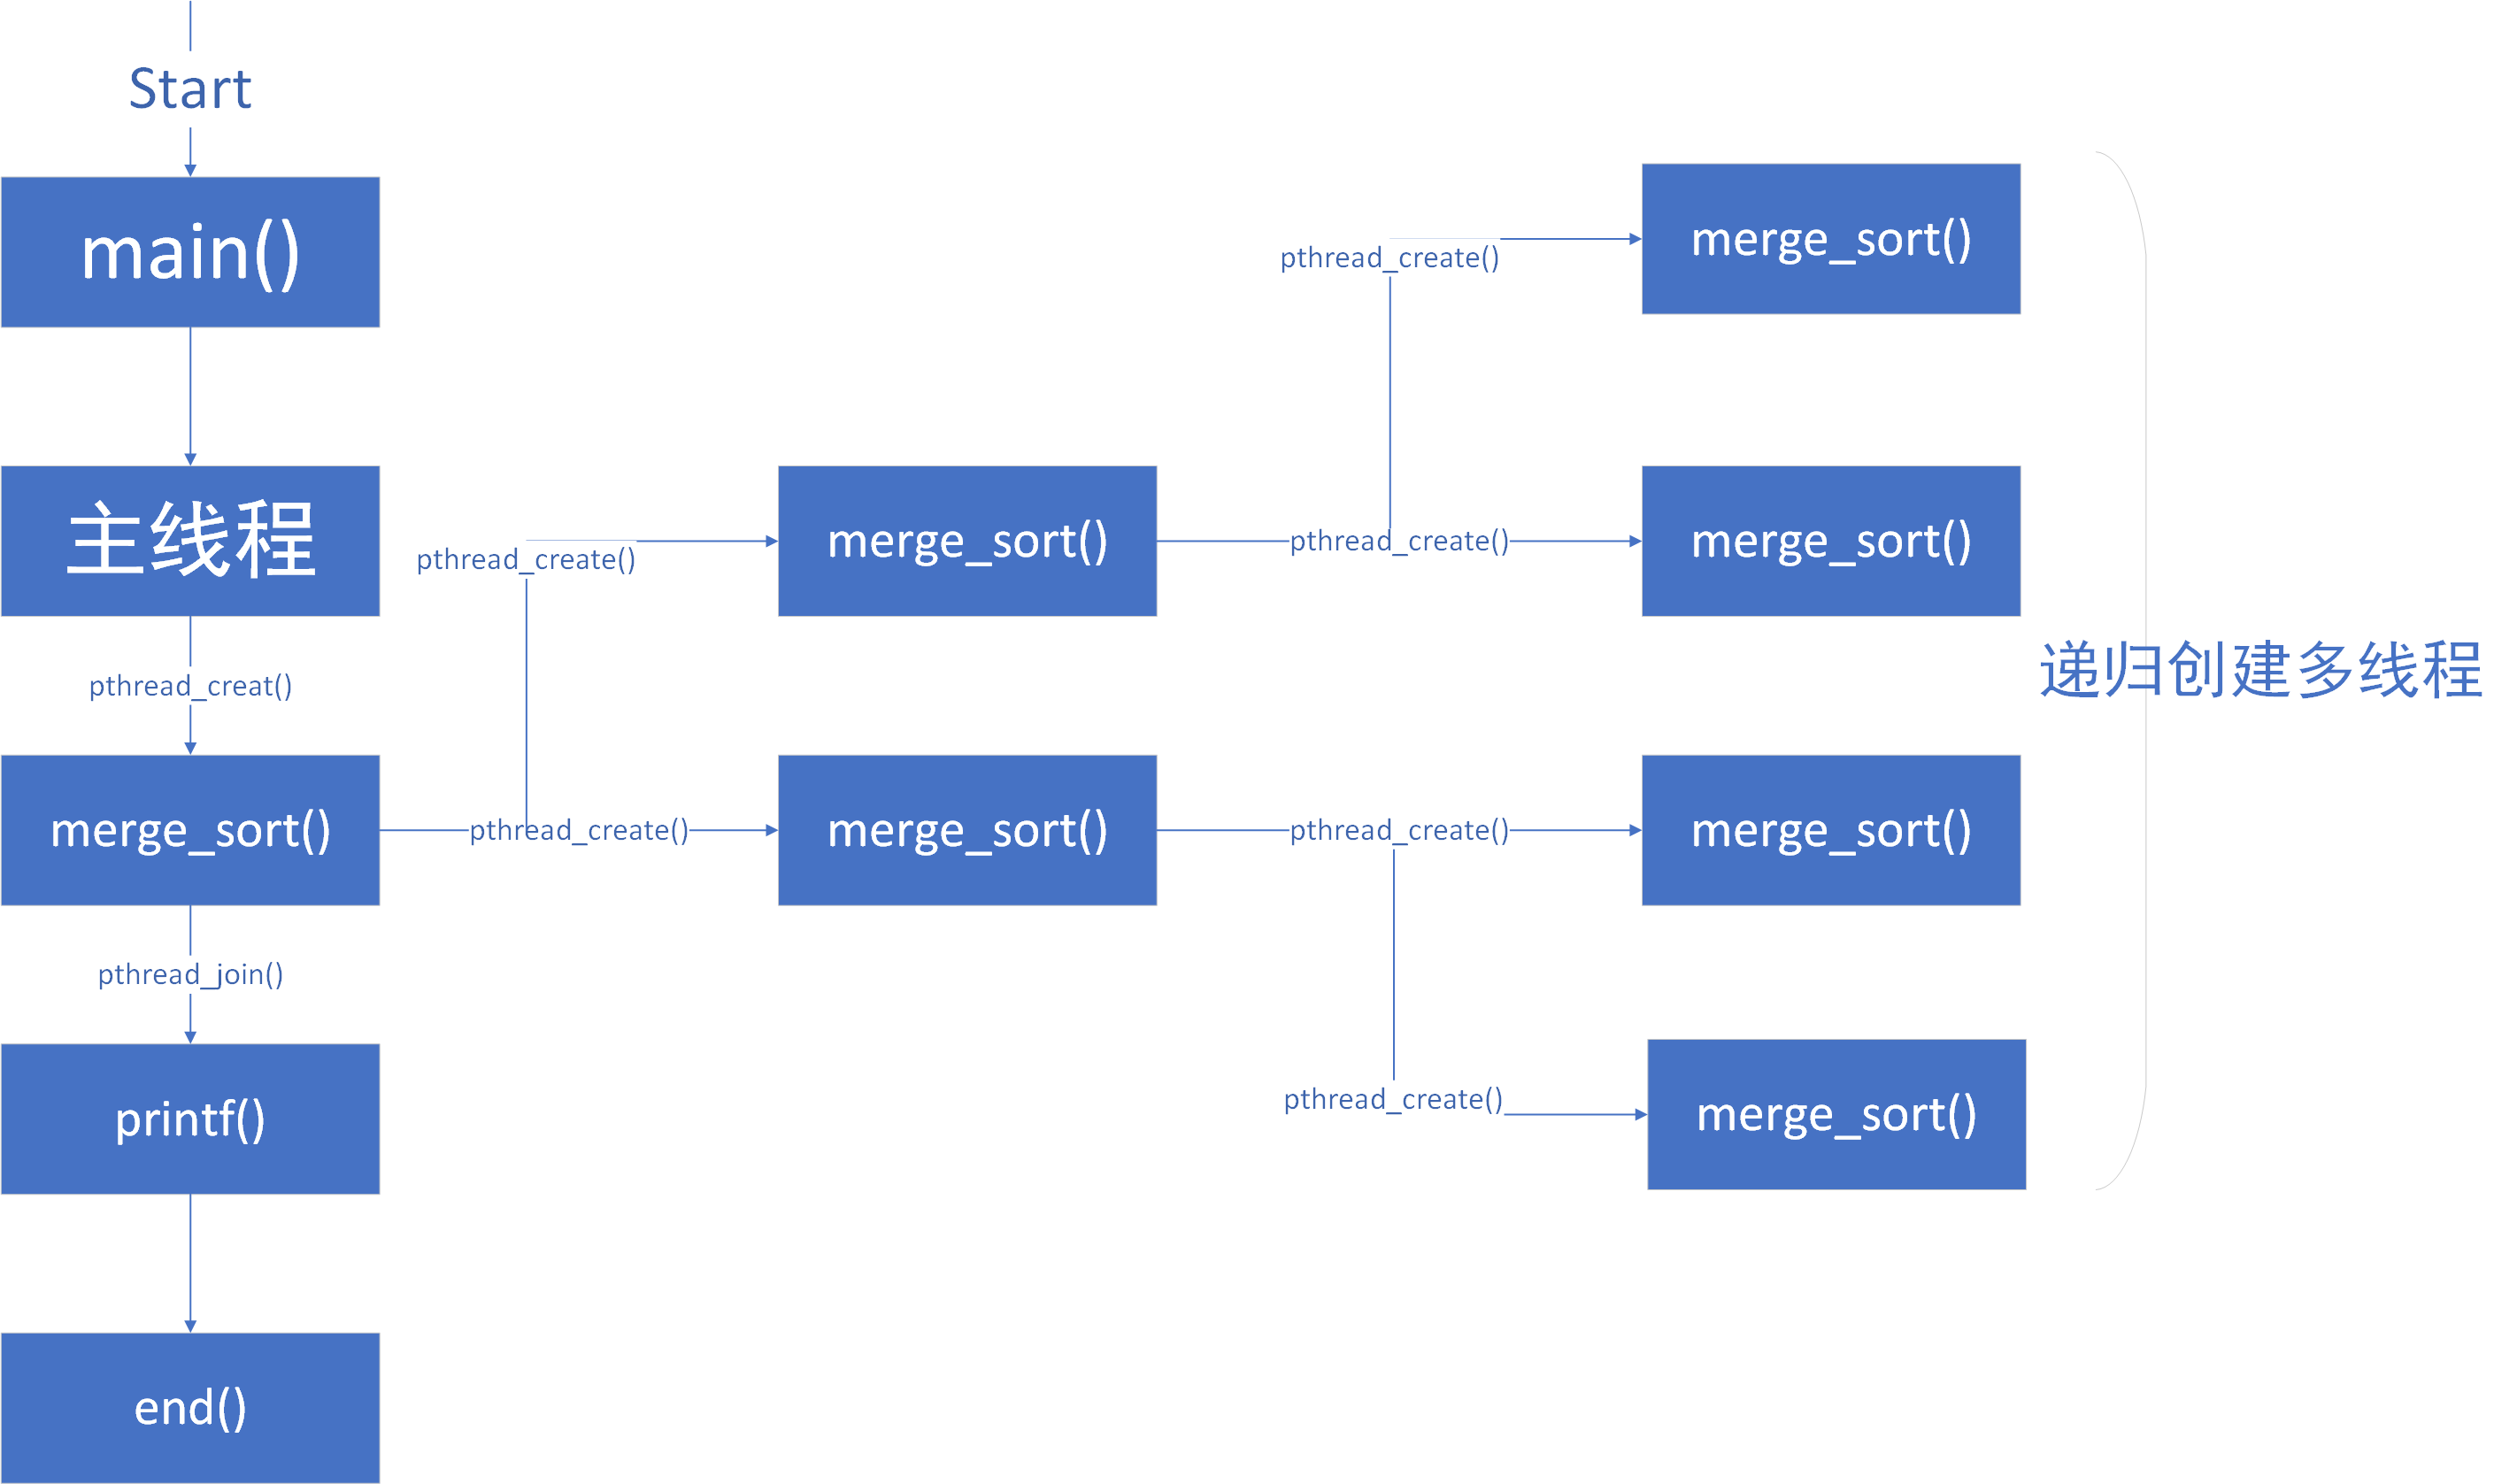 Start
main()
主线程
pthread_creat()
merge_sort()
pthread_join()
printf()
end()
pthread_create()
pthread_create()
merge_sort()
merge_sort()
pthread_create()
pthread_create()
pthread_create()
pthread_create()
merge_sort()
merge_sort()
merge_sort()
merge_sort()
递归创建多线程